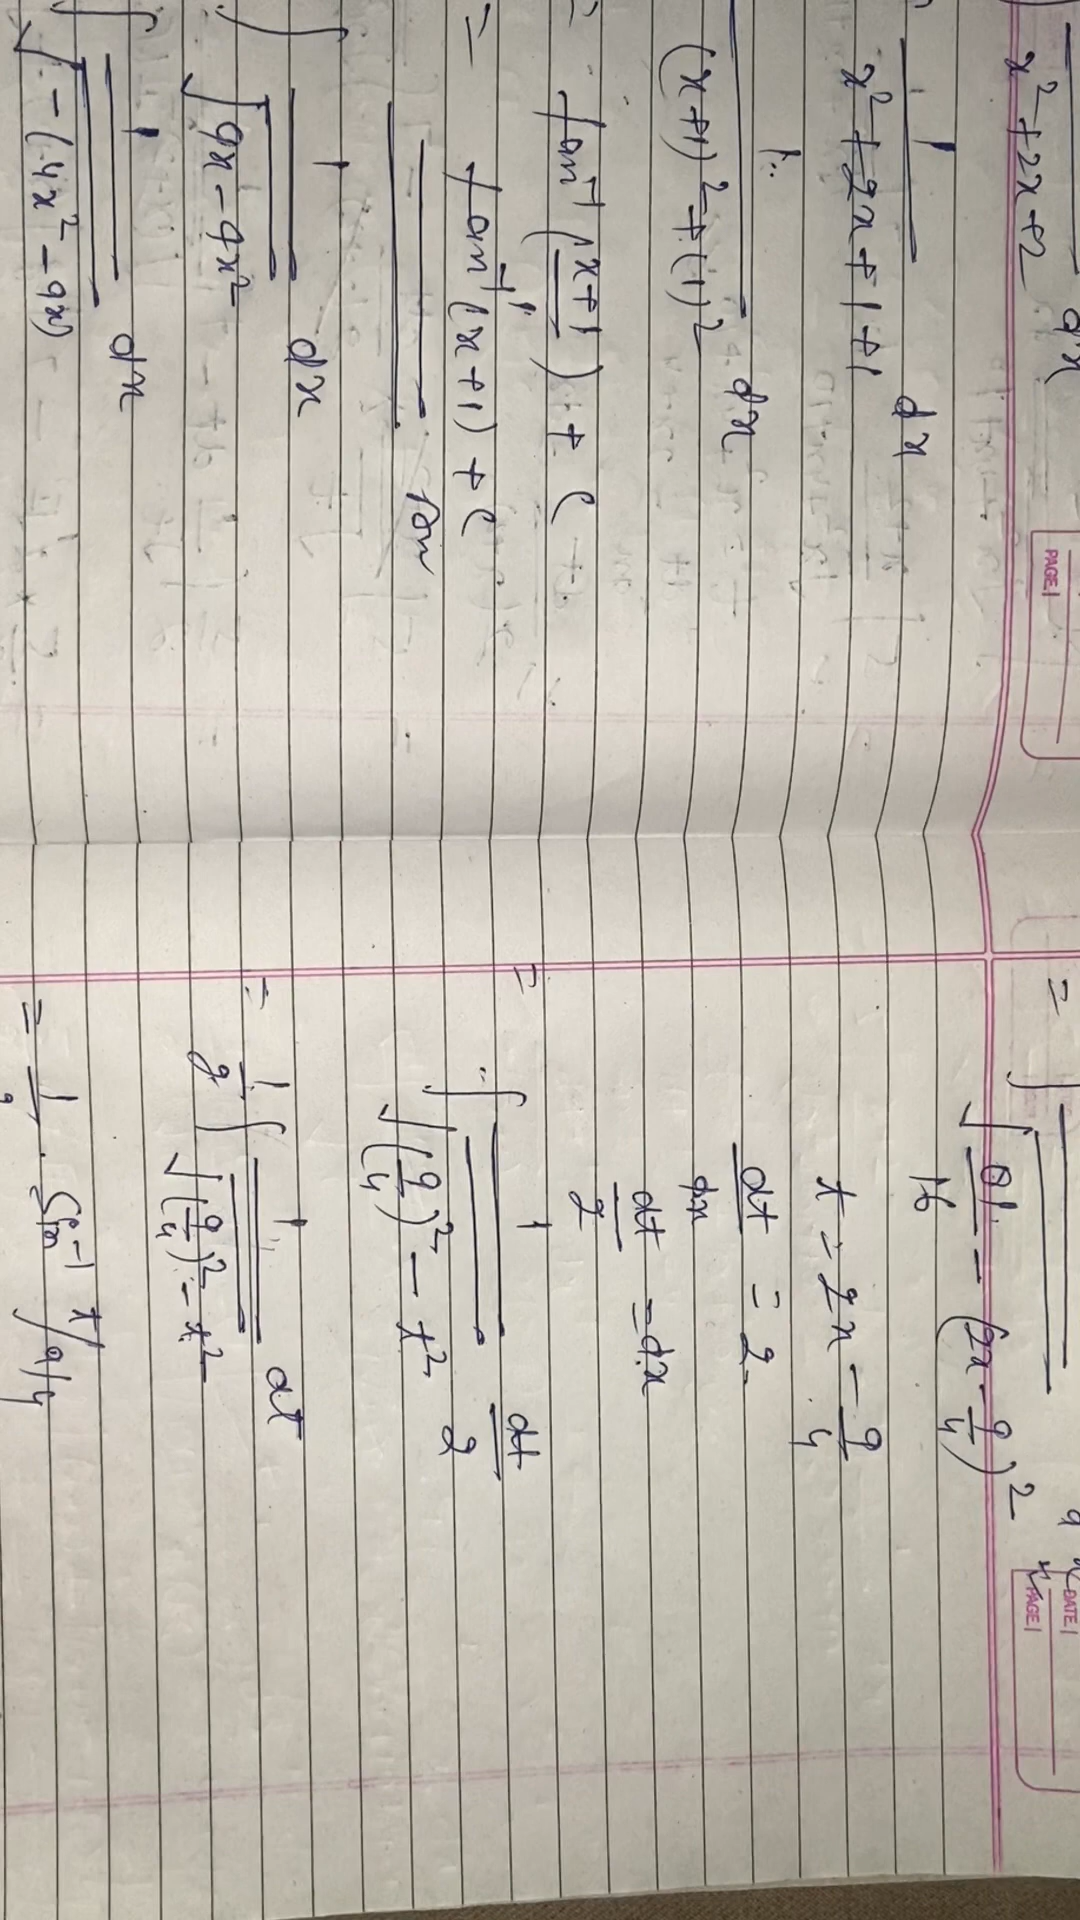 x² + 2x + 2 dx
PAGE
1 / x² + 2x + 1 + 1 dx
1 / (x+1)² + (1)² dx
= tan⁻¹ (x+1 / 1) + C
= tan⁻¹ (x+1) + C
∫ 1 / √9x - 4x² dx
∫ 1 / √-(4x² - 9x) dx
DATE
PAGE
= ∫ / √81/16 - (2x - 9/4)² dx
t = 2x - 9/4
dt/dx = 2
dt/2 = dx
= ∫ 1 / √(9/4)² - t² dt/2
= 1/2 ∫ 1 / √(9/4)² - t² dt
= 1/2 . Sin⁻¹ t/9/4